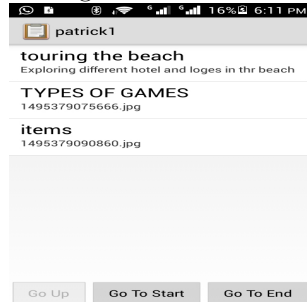 16% 6:11 PM
patrick1
touring the beach
Exploring different hotel and loges in thr beach
TYPES OF GAMES
1495379075666.jpg
items
1495379090860.jpg
Go Up Go To Start Go To End